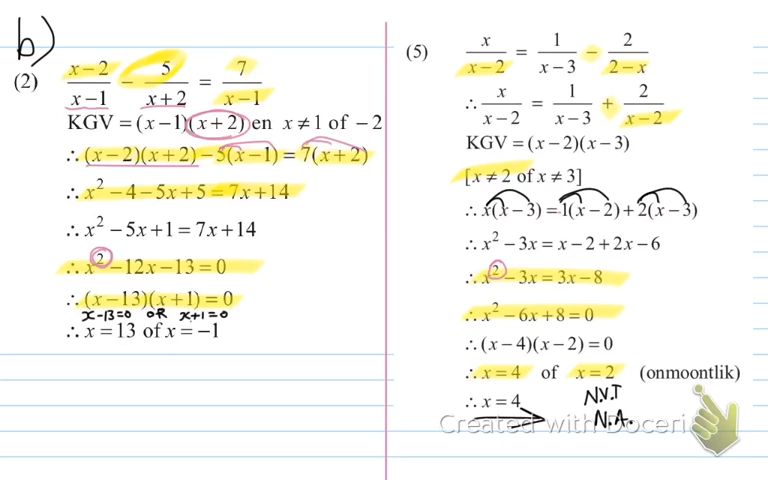 b)
(2) (x−2)/(x−1) − 5/(x+2) = 7/(x−1)
KGV = (x−1)(x+2) en x ≠ 1 of −2
∴ (x−2)(x+2) − 5(x−1) = 7(x+2)
∴ x² − 4 − 5x + 5 = 7x + 14
∴ x² − 5x + 1 = 7x + 14
∴ x² − 12x − 13 = 0
∴ (x−13)(x+1) = 0
x−13=0 OR x+1=0
∴ x = 13 of x = −1
(5) x/(x−2) = 1/(x−3) − 2/(2−x)
∴ x/(x−2) = 1/(x−3) + 2/(x−2)
KGV = (x−2)(x−3)
[x ≠ 2 of x ≠ 3]
∴ x(x−3) = 1(x−2) + 2(x−3)
∴ x² − 3x = x − 2 + 2x − 6
∴ x² − 3x = 3x − 8
∴ x² − 6x + 8 = 0
∴ (x−4)(x−2) = 0
∴ x = 4 of x = 2 (onmoontlik)
∴ x = 4 N.V.T
N.A.
Created with Doceri